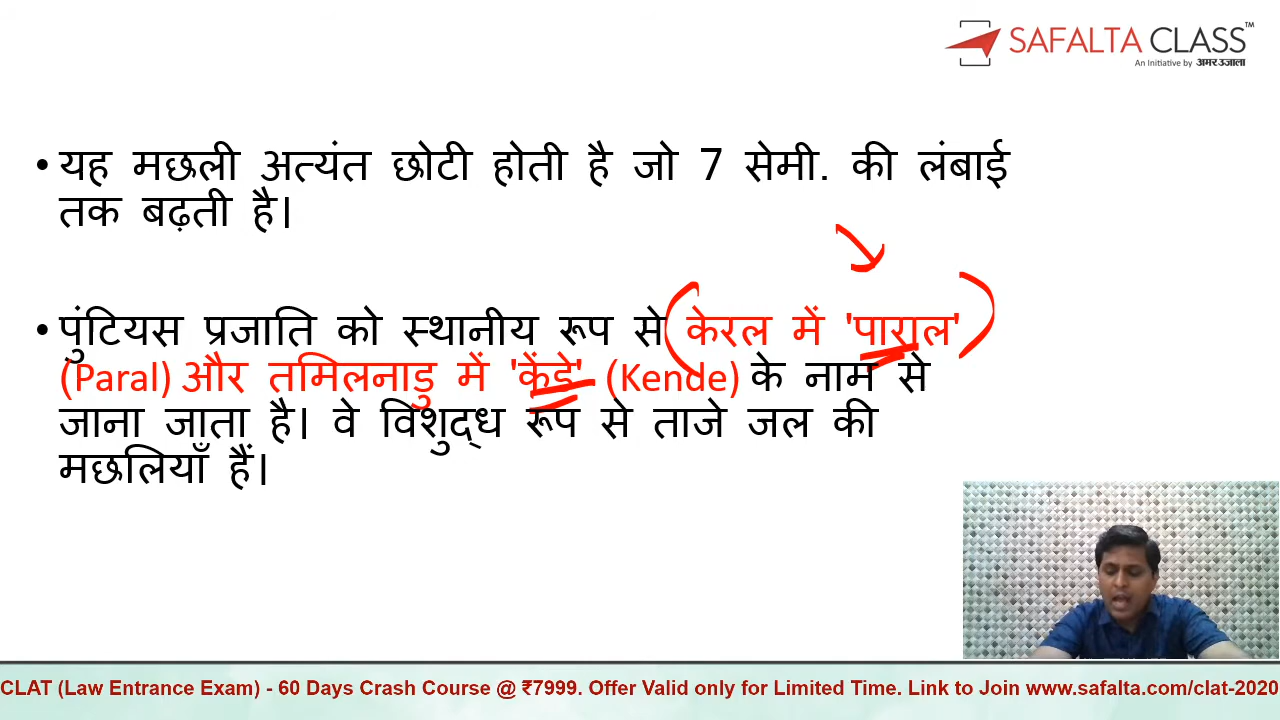 SAFALTA CLASS™
An Initiative by अमर उजाला
• यह मछली अत्यंत छोटी होती है जो 7 सेमी. की लंबाई
तक बढ़ती है।
• पुंटियस प्रजाति को स्थानीय रूप से केरल में 'पाराल'
(Paral) और तमिलनाडु में 'केंडे' (Kende) के नाम से
जाना जाता है। वे विशुद्ध रूप से ताजे जल की
मछलियाँ हैं।
CLAT (Law Entrance Exam) - 60 Days Crash Course @ ₹7999. Offer Valid only for Limited Time. Link to Join www.safalta.com/clat-2020